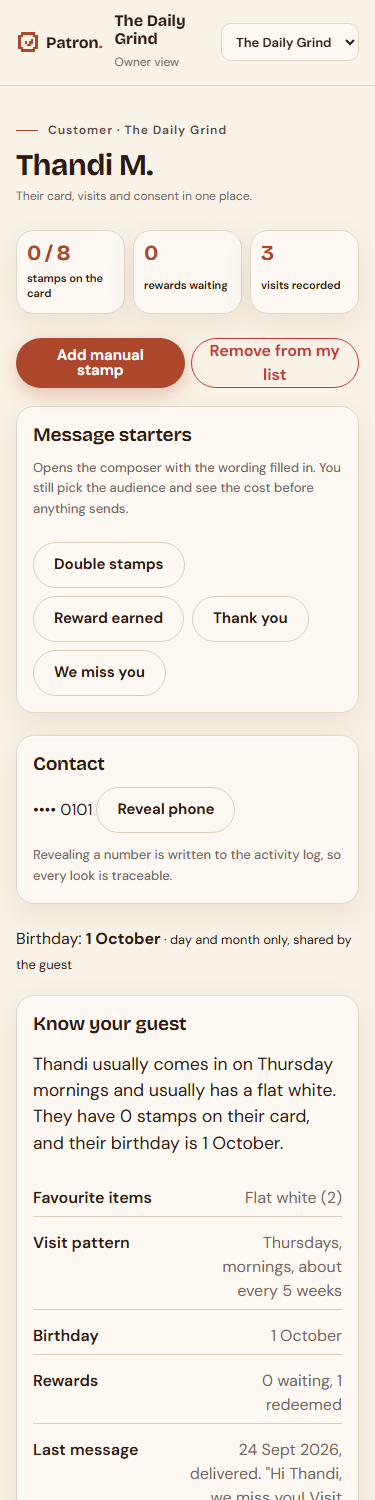 Patron.
The Daily
Grind
Owner view
The Daily Grind
Customer · The Daily Grind
Thandi M.
Their card, visits and consent in one place.
0 / 8
stamps on the
card
0
rewards waiting
3
visits recorded
Add manual
stamp
Remove from my
list
Message starters
Opens the composer with the wording filled in. You
still pick the audience and see the cost before
anything sends.
Double stamps
Reward earned
Thank you
We miss you
Contact
•••• 0101
Reveal phone
Revealing a number is written to the activity log, so
every look is traceable.
Birthday: 1 October · day and month only, shared by
the guest
Know your guest
Thandi usually comes in on Thursday
mornings and usually has a flat white.
They have 0 stamps on their card,
and their birthday is 1 October.
Favourite items
Flat white (2)
Visit pattern
Thursdays,
mornings, about
every 5 weeks
Birthday
1 October
Rewards
0 waiting, 1
redeemed
Last message
24 Sept 2026,
delivered. "Hi Thandi,
we miss you! Visit